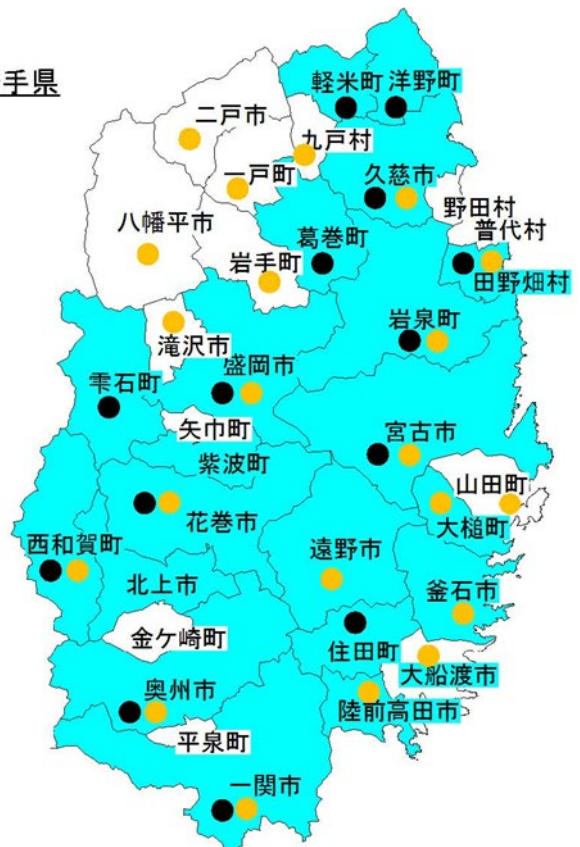 手県
軽米町
洋野町
二戸市
九戸村
一戸町
久慈市
野田村
八幡平市
普代村
葛巻町
岩手町
田野畑村
岩泉町
滝沢市
盛岡市
雫石町
矢巾町
宮古市
紫波町
山田町
花巻市
大槌町
西和賀町
遠野市
北上市
釜石市
金ケ崎町
住田町
大船渡市
奥州市
陸前高田市
平泉町
一関市